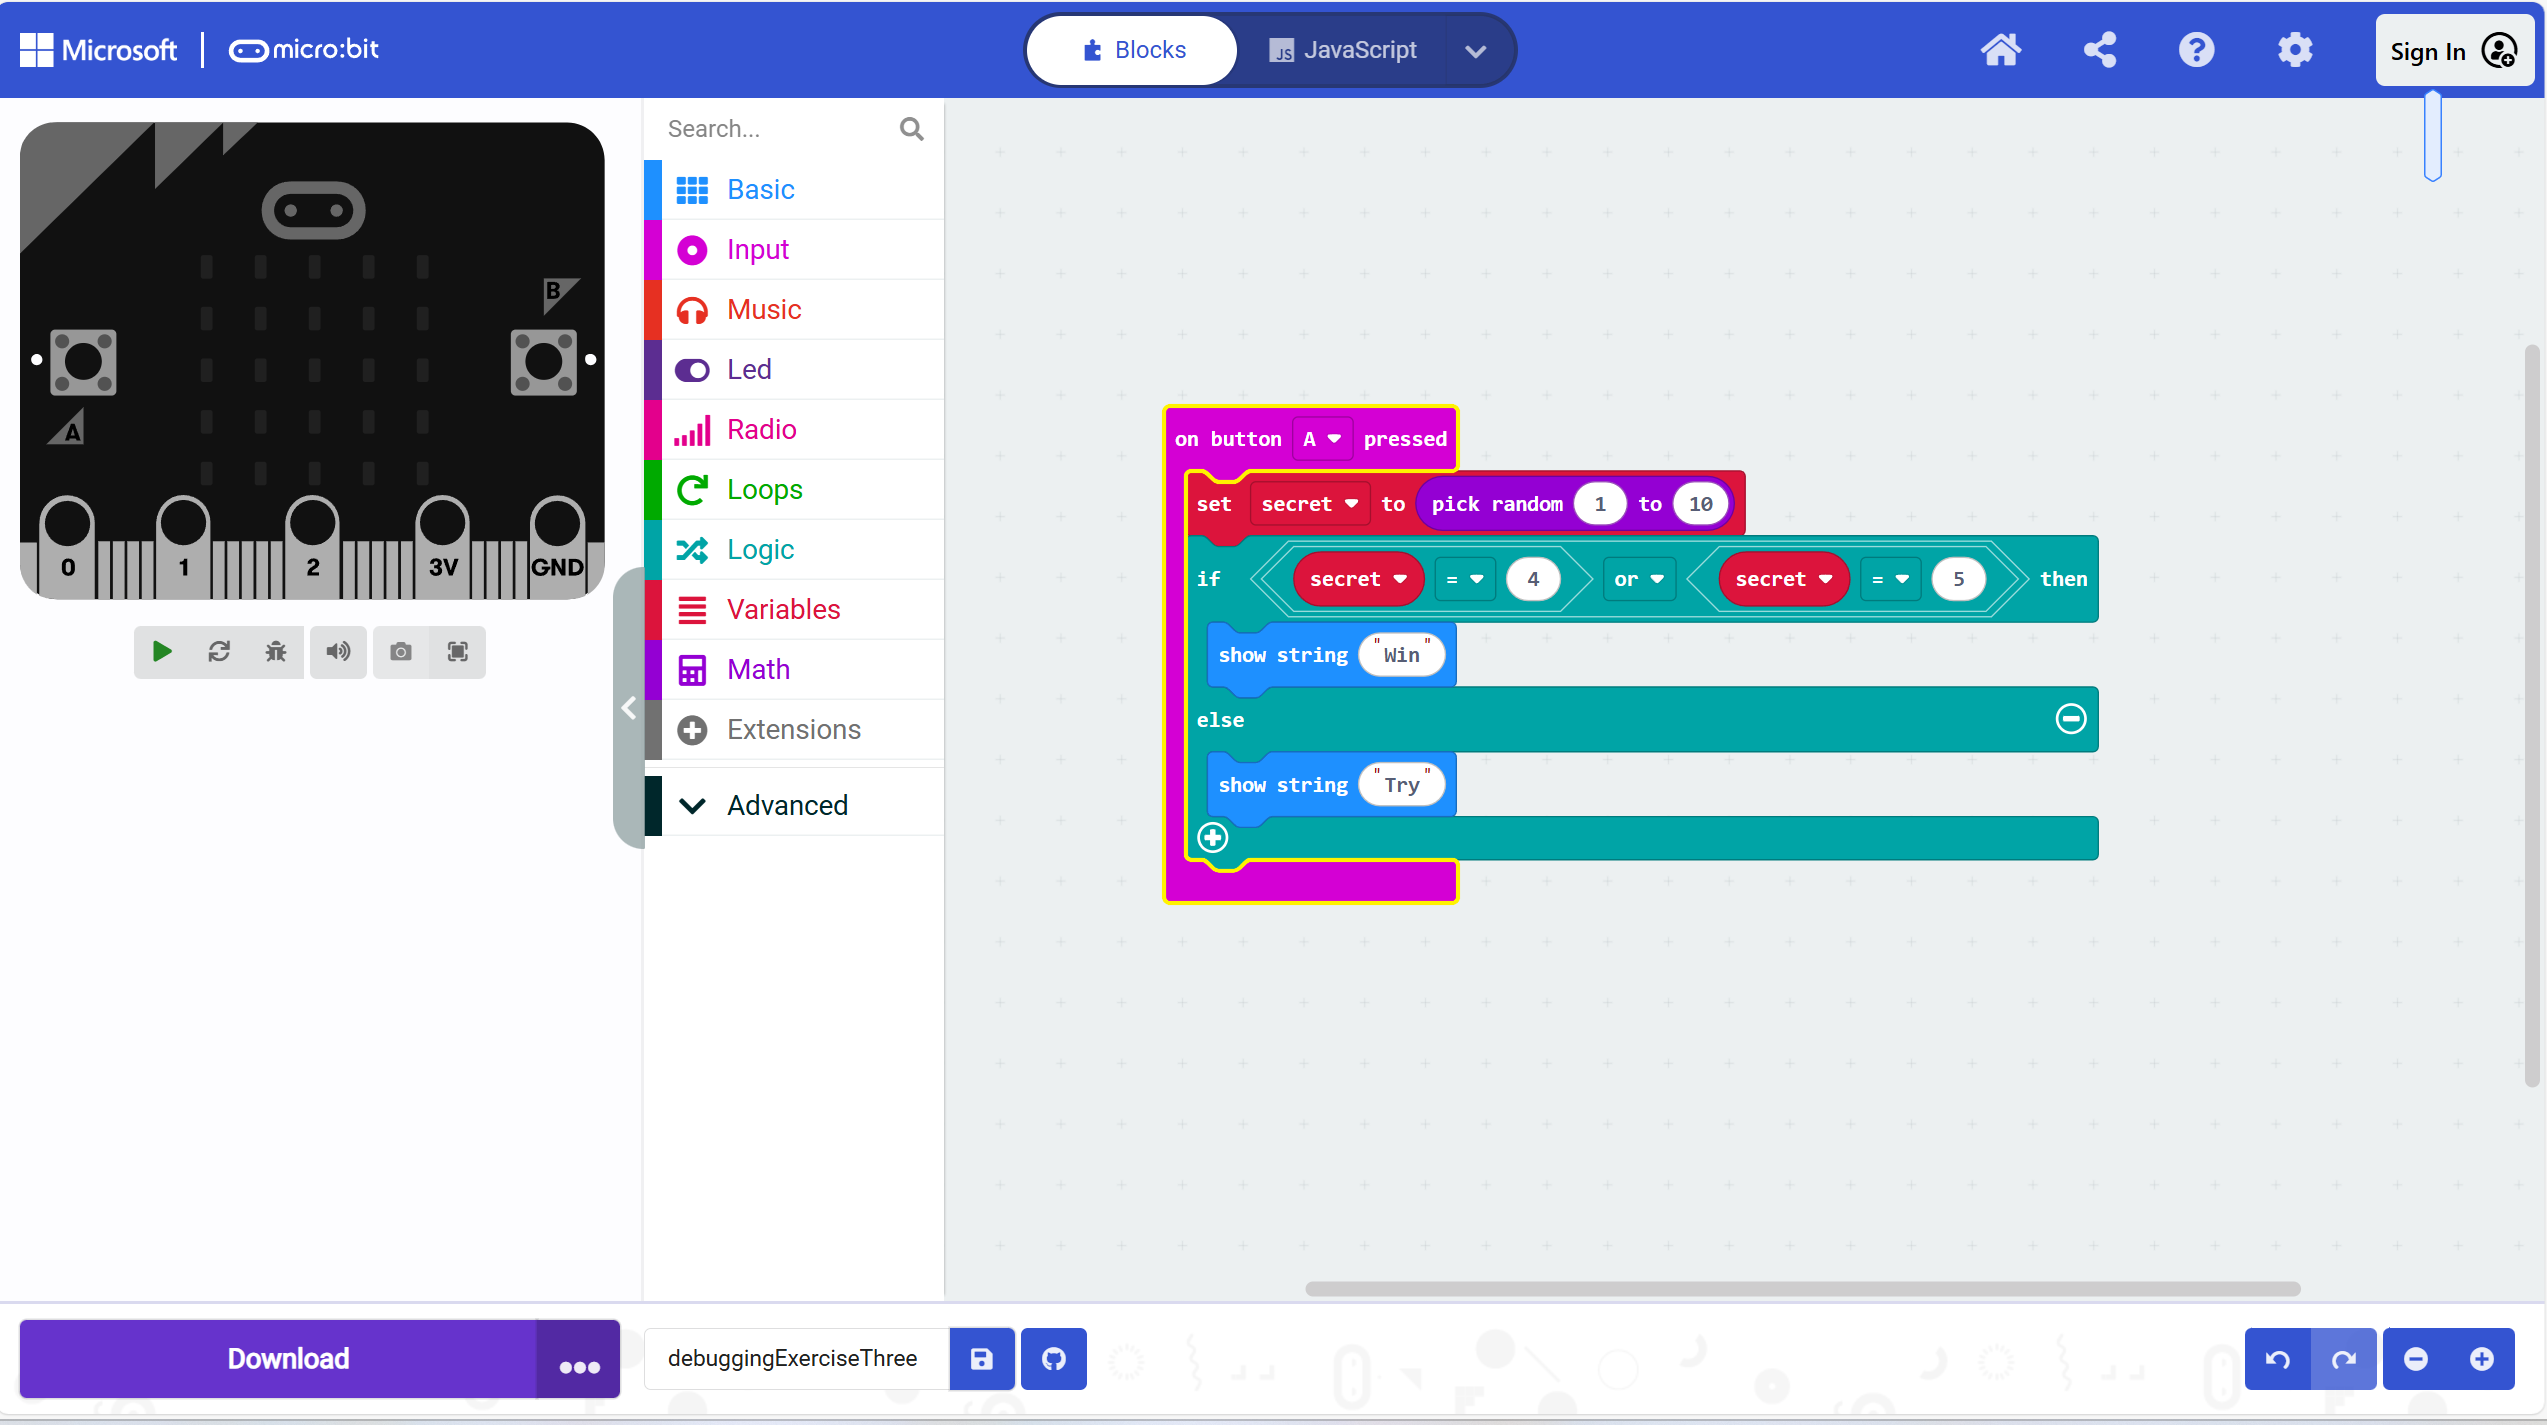 Microsoft micro:bit Blocks JS JavaScript Sign In
Search...
Basic
Input
Music
Led
Radio
Loops
Logic
Variables
Math
Extensions
Advanced
B
A
0 1 2 3V GND
on button A pressed
set secret to pick random 1 to 10
if secret = 4 or secret = 5 then
show string "Win"
else
show string "Try"
Download ••• debuggingExerciseThree